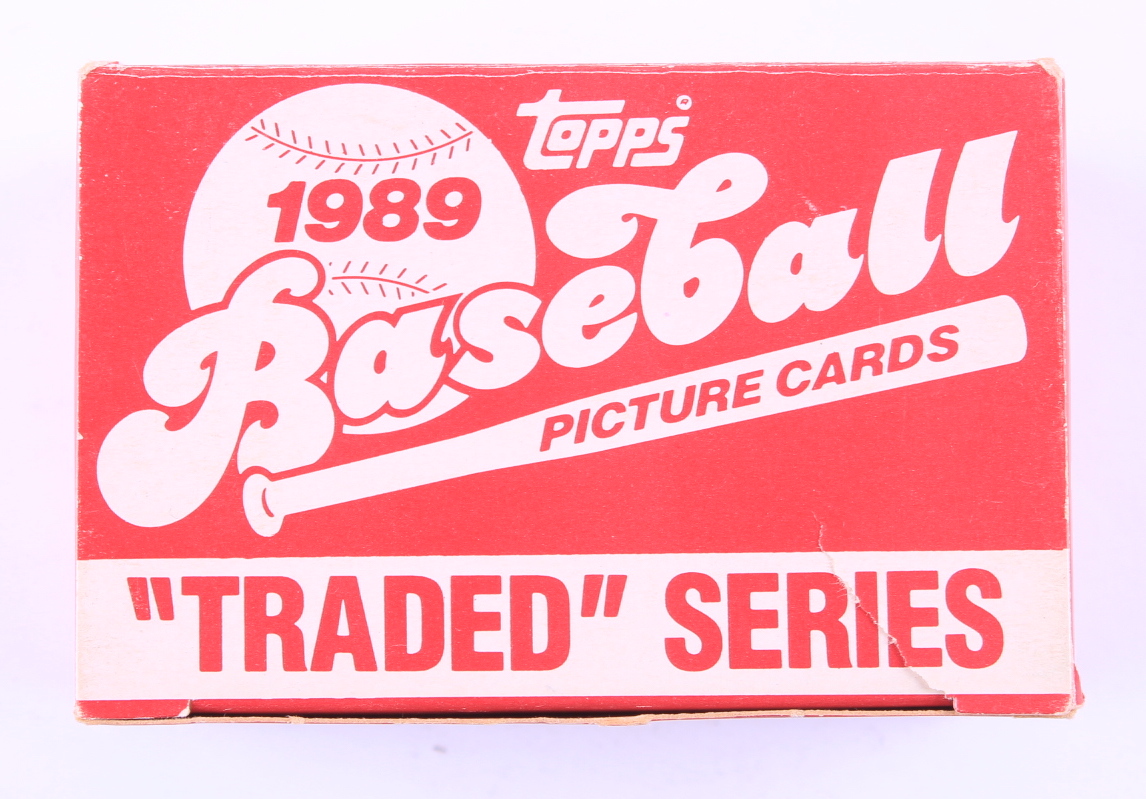 TOPPS®
1989
Baseball
PICTURE CARDS
"TRADED" SERIES